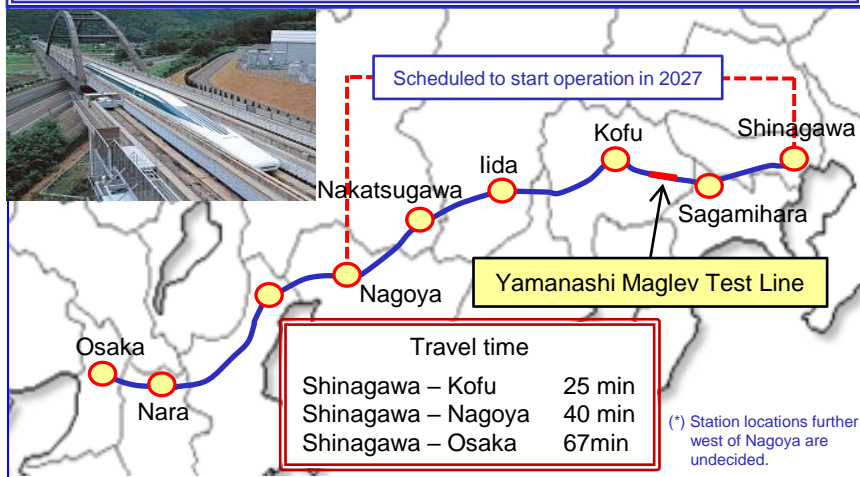 Scheduled to start operation in 2027
Shinagawa
Kofu
Iida
Nakatsugawa
Sagamihara
Yamanashi Maglev Test Line
Nagoya
Osaka
Nara
Travel time
Shinagawa – Kofu 25 min
Shinagawa – Nagoya 40 min
Shinagawa – Osaka 67min
(*) Station locations further
west of Nagoya are
undecided.